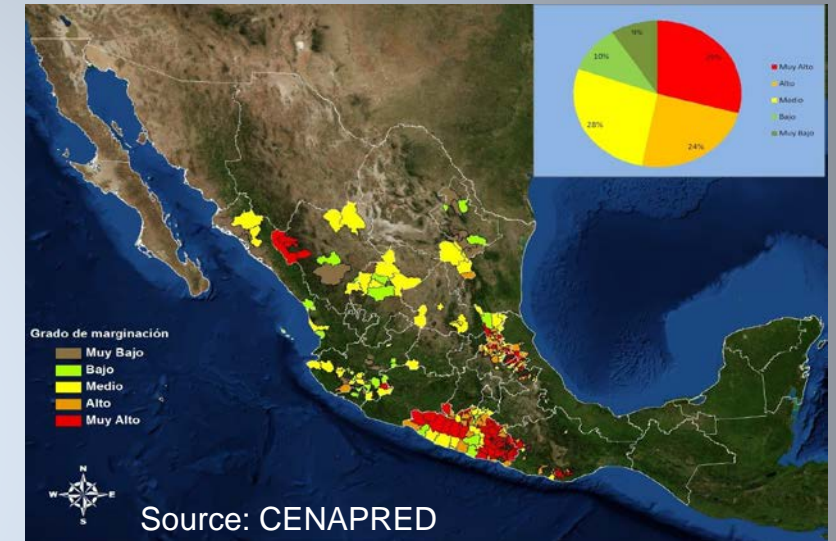 9%
10%
29%
28%
24%
Muy Alto
Alto
Medio
Bajo
Muy Bajo
Grado de marginación
Muy Bajo
Bajo
Medio
Alto
Muy Alto
N
W
E
S
Source: CENAPRED